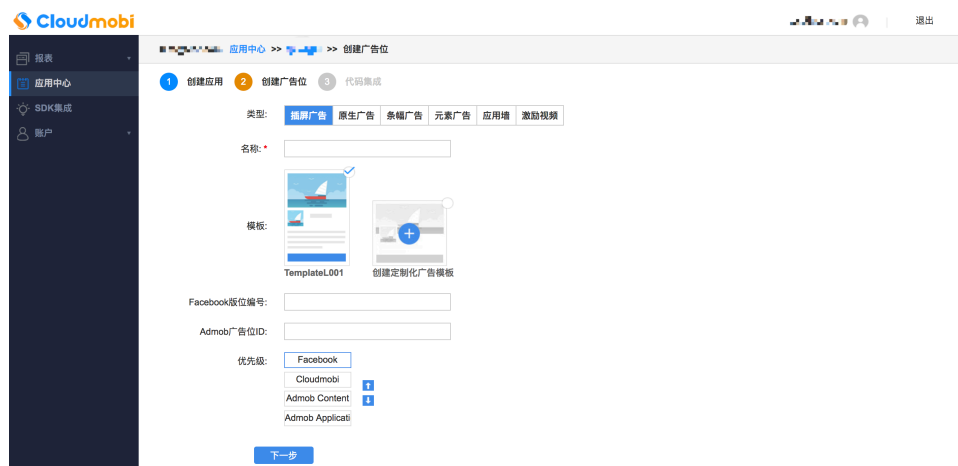 Cloudmobi
退出
报表
应用中心 >> >> 创建广告位
应用中心
1 创建应用 2 创建广告位 3 代码集成
SDK集成
账户
类型: 插屏广告 原生广告 条幅广告 元素广告 应用墙 激励视频
名称:*
模板:
TemplateL001 创建定制化广告模板
Facebook版位编号:
Admob广告位ID:
优先级: Facebook
Cloudmobi
Admob Content
Admob Applicati
下一步